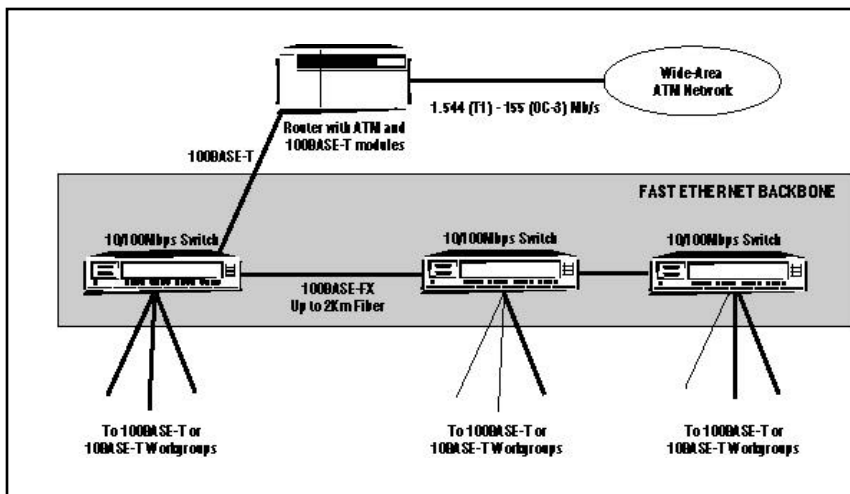 Wide-Area
ATM Network
1.544 (T1) - 155 (OC-3) Mb/s
Router with ATM and
100BASE-T modules
100BASE-T
FAST ETHERNET BACKBONE
10/100Mbps Switch
10/100Mbps Switch
10/100Mbps Switch
100BASE-FX
Up to 2Km Fiber
To 100BASE-T or
10BASE-T Workgroups
To 100BASE-T or
10BASE-T Workgroups
To 100BASE-T or
10BASE-T Workgroups